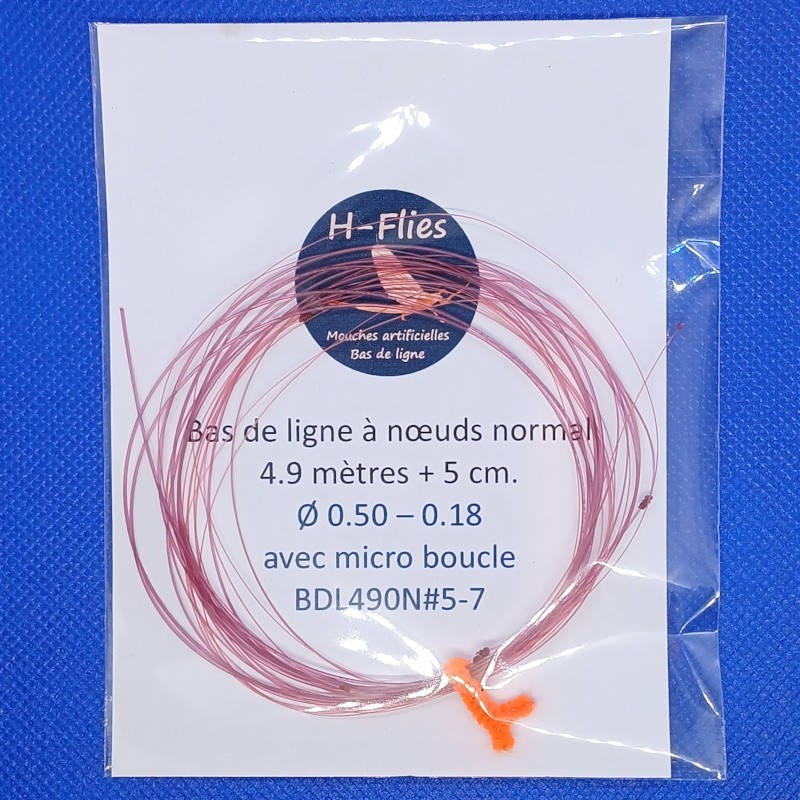 H-Flies
Mouches artificielles
Bas de ligne
Bas de ligne à nœuds normal
4.9 mètres + 5 cm.
Ø 0.50 – 0.18
avec micro boucle
BDL490N#5-7